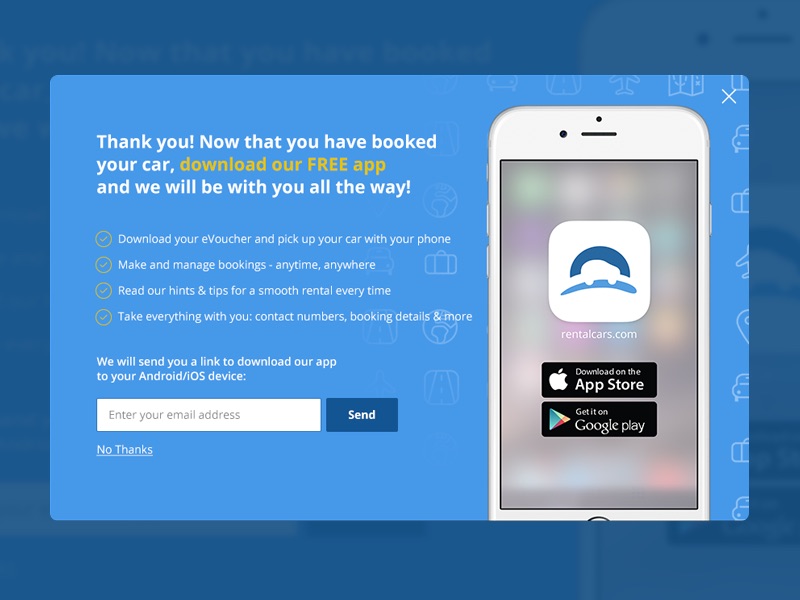 Thank you! Now that you have booked
your car, download our FREE app
and we will be with you all the way!
Download your eVoucher and pick up your car with your phone
Make and manage bookings - anytime, anywhere
Read our hints & tips for a smooth rental every time
Take everything with you: contact numbers, booking details & more
We will send you a link to download our app
to your Android/iOS device:
Enter your email address
Send
No Thanks
rentalcars.com
Download on the
App Store
Get it on
Google play